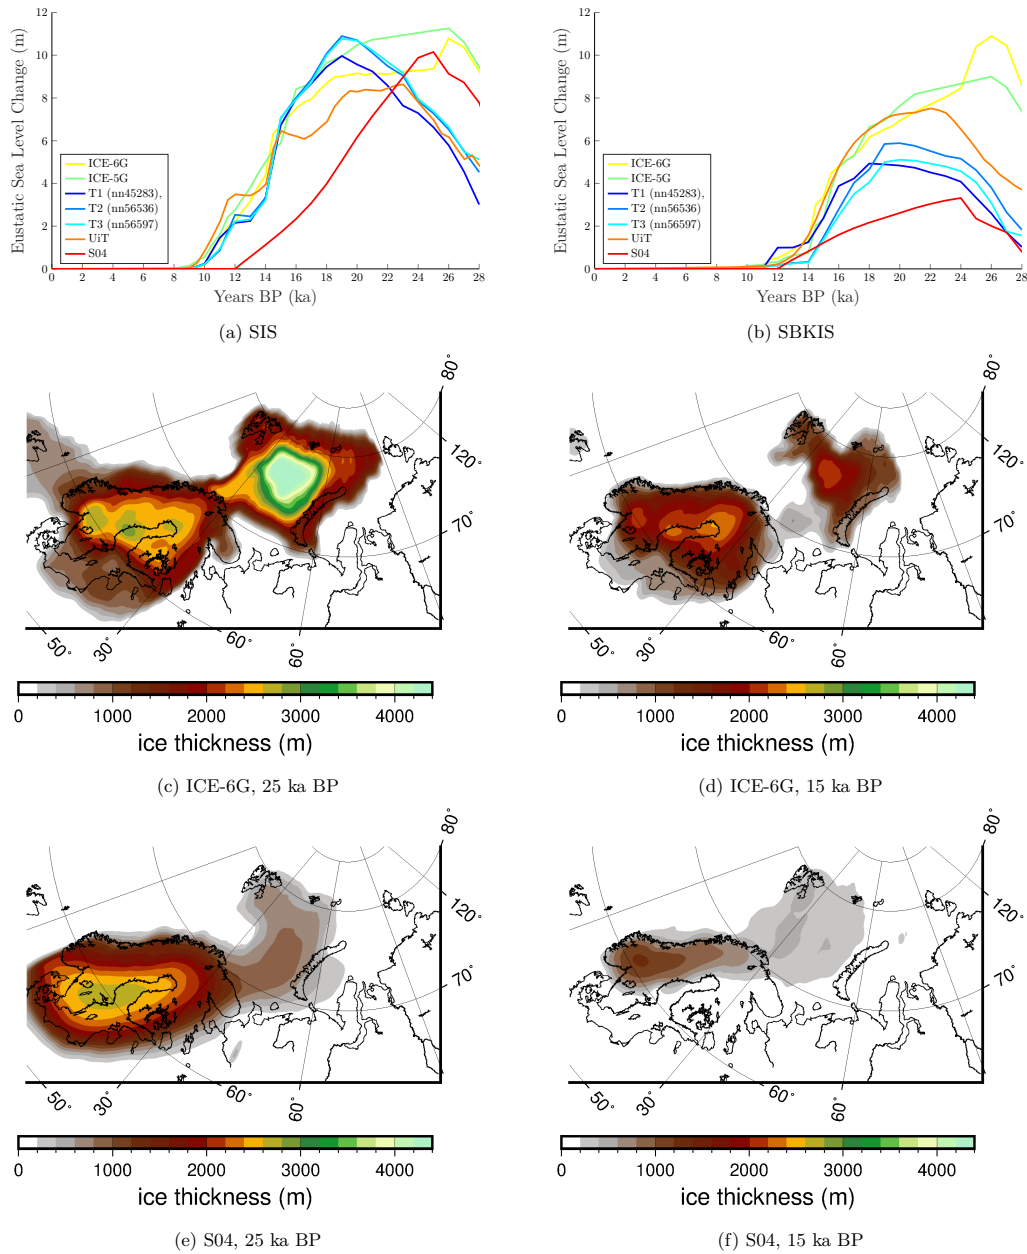 12
10
8
6
4
2
0
Eustatic Sea Level Change (m)
ICE-6G
ICE-5G
T1 (nn45283),
T2 (nn56536)
T3 (nn56597)
UiT
S04
0 2 4 6 8 10 12 14 16 18 20 22 24 26 28
Years BP (ka)
(a) SIS
12
10
8
6
4
2
0
Eustatic Sea Level Change (m)
ICE-6G
ICE-5G
T1 (nn45283),
T2 (nn56536)
T3 (nn56597)
UiT
S04
0 2 4 6 8 10 12 14 16 18 20 22 24 26 28
Years BP (ka)
(b) SBKIS
80°
120°
70°
50°
30°
60°
60°
0 1000 2000 3000 4000
ice thickness (m)
(c) ICE-6G, 25 ka BP
80°
120°
70°
50°
30°
60°
60°
0 1000 2000 3000 4000
ice thickness (m)
(d) ICE-6G, 15 ka BP
80°
120°
70°
50°
30°
60°
60°
0 1000 2000 3000 4000
ice thickness (m)
(e) S04, 25 ka BP
80°
120°
70°
50°
30°
60°
60°
0 1000 2000 3000 4000
ice thickness (m)
(f) S04, 15 ka BP